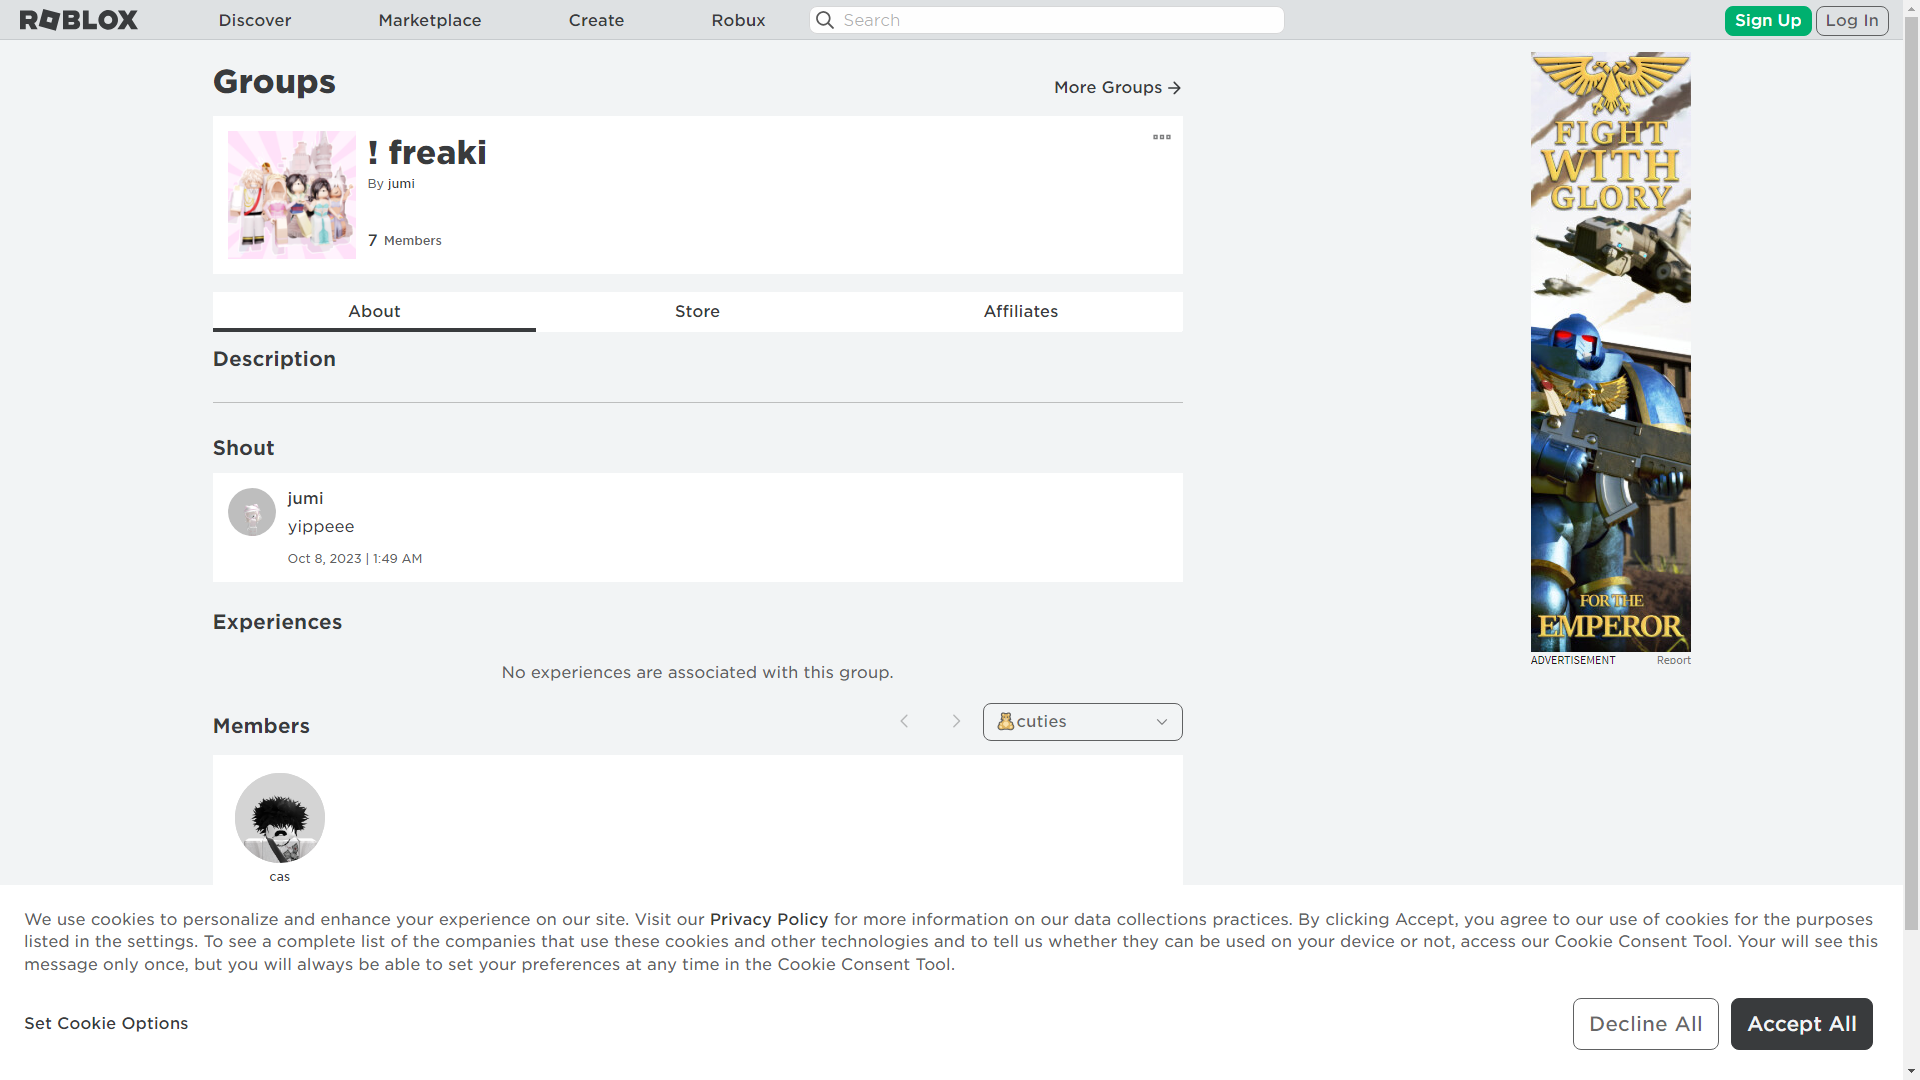 ROBLOX
Discover
Marketplace
Create
Robux
Search
Sign Up
Log In
Groups
More Groups
! freaki
By jumi
7 Members
About
Store
Affiliates
Description
Shout
jumi
yippeee
Oct 8, 2023 | 1:49 AM
Experiences
No experiences are associated with this group.
Members
🧸cuties
cas
FIGHT
WITH
GLORY
FOR THE
EMPEROR
ADVERTISEMENT
Report
We use cookies to personalize and enhance your experience on our site. Visit our Privacy Policy for more information on our data collections practices. By clicking Accept, you agree to our use of cookies for the purposes
listed in the settings. To see a complete list of the companies that use these cookies and other technologies and to tell us whether they can be used on your device or not, access our Cookie Consent Tool. Your will see this
message only once, but you will always be able to set your preferences at any time in the Cookie Consent Tool.
Set Cookie Options
Decline All
Accept All